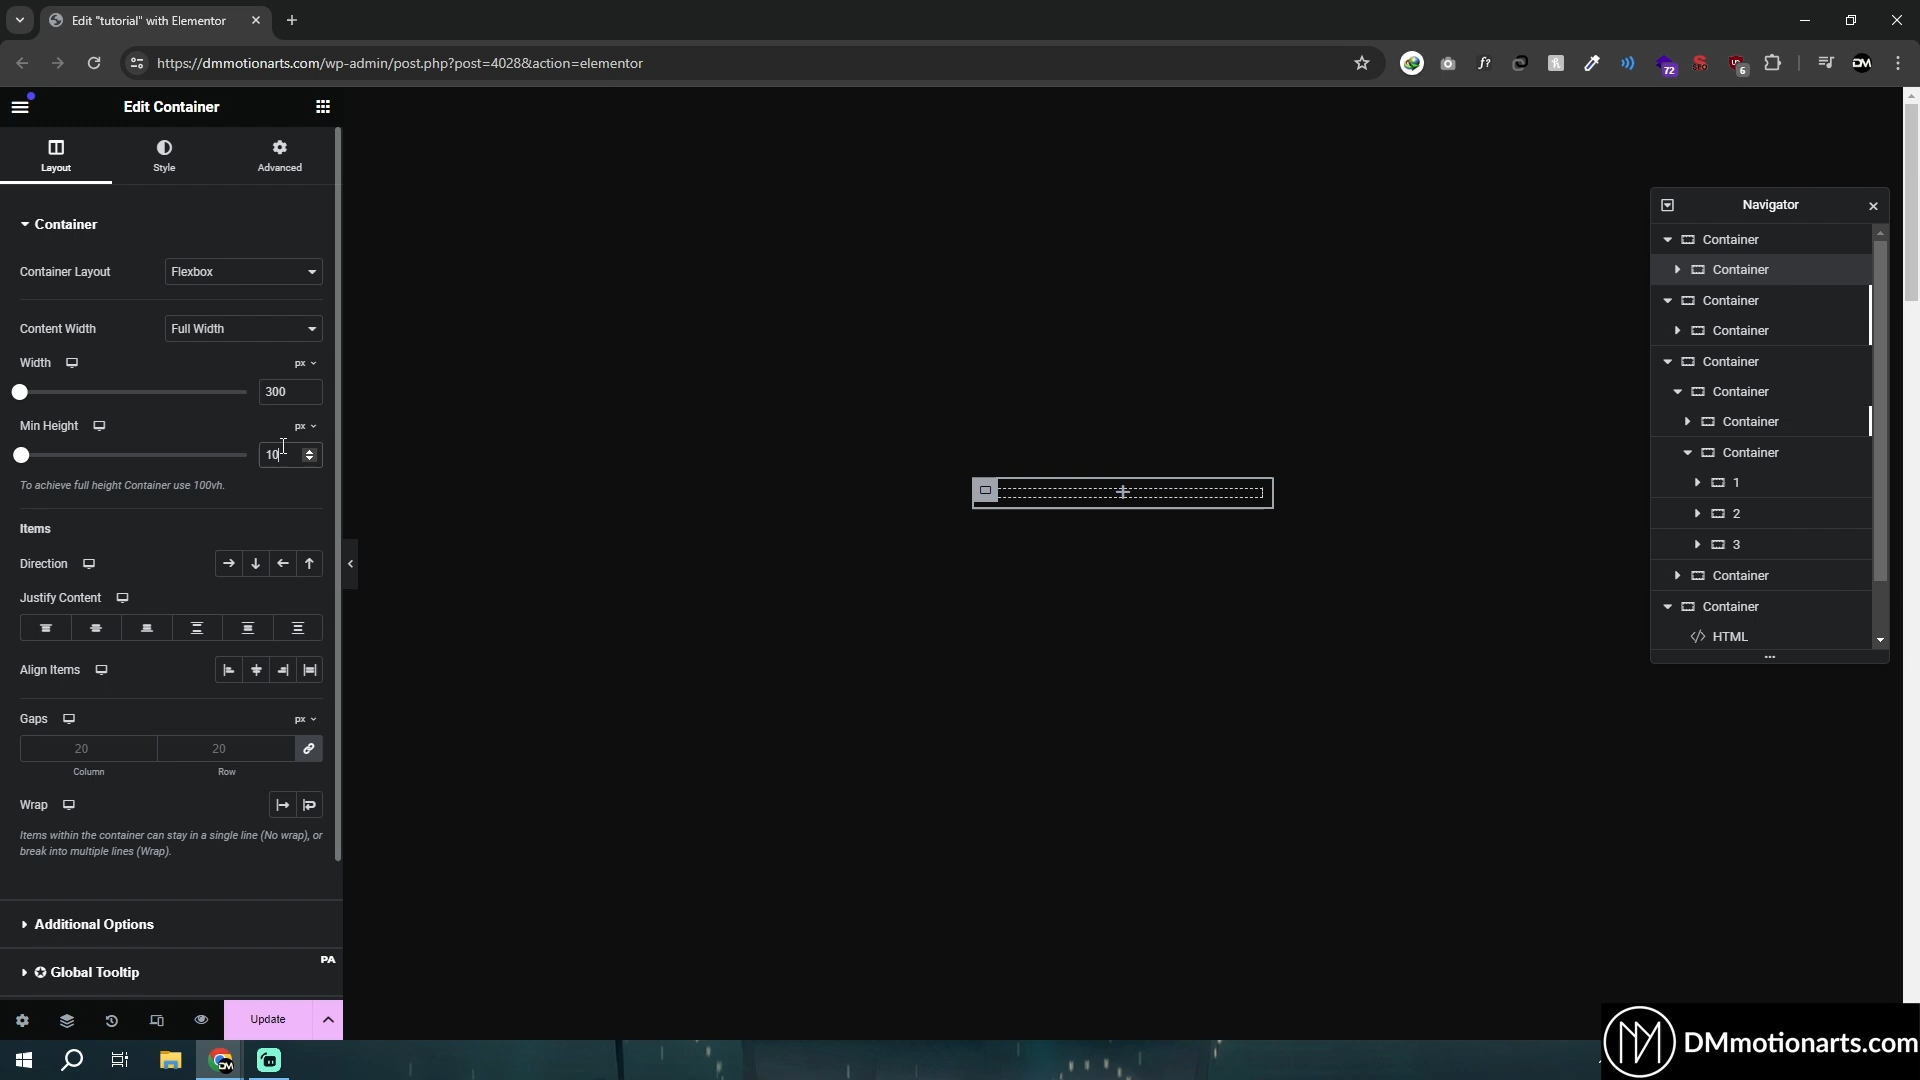 Edit "tutorial" with Elementor
https://dmmotionarts.com/wp-admin/post.php?post=4028&action=elementor
f?
72
SEO
6
DM
Edit Container
Layout
Style
Advanced
Container
Container Layout
Flexbox
Content Width
Full Width
Width
px
300
Min Height
px
10
To achieve full height Container use 100vh.
Items
Direction
Justify Content
Align Items
Gaps
px
20
20
Column
Row
Wrap
Items within the container can stay in a single line (No wrap), or
break into multiple lines (Wrap).
Additional Options
PA
Global Tooltip
Update
Navigator
Container
Container
Container
Container
Container
Container
Container
Container
1
2
3
Container
Container
HTML
DMmotionarts.com